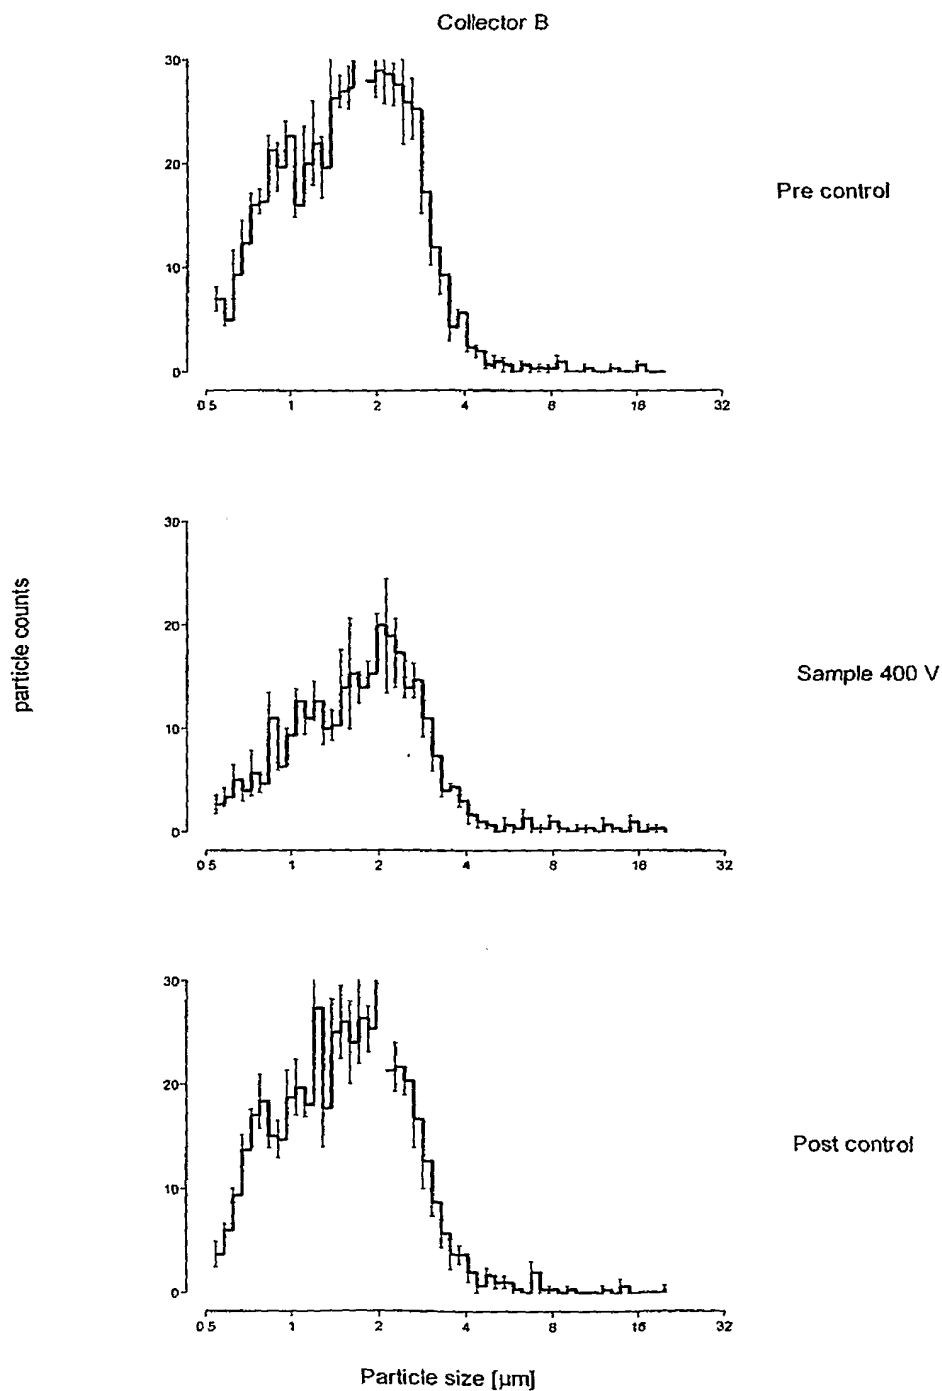 Collector B
30
20
10
0
0.5 1 2 4 8 16 32
Pre control
particle counts
30
20
10
0
0.5 1 2 4 8 16 32
Sample 400 V
30
20
10
0
0.5 1 2 4 8 16 32
Post control
Particle size [µm]